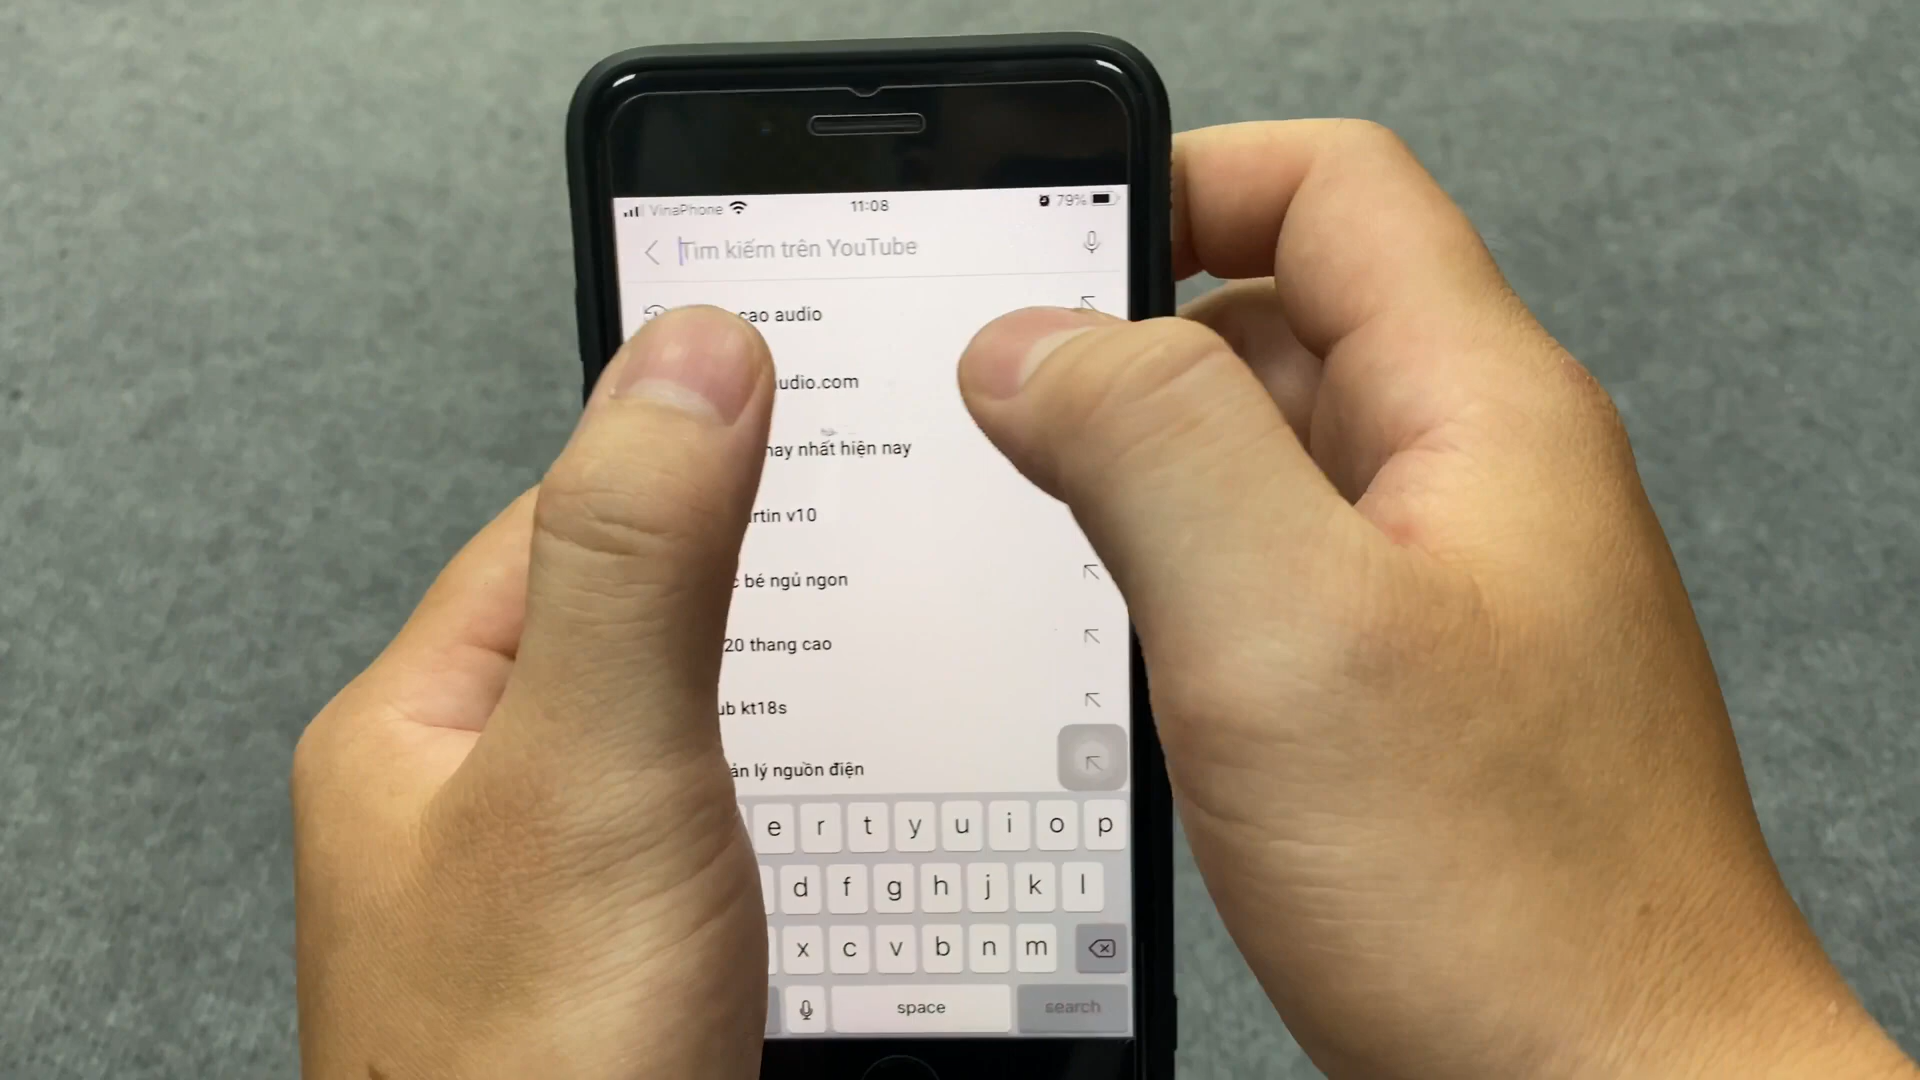 VinaPhone 11:08 79%
Tìm kiếm trên YouTube
cao audio
udio.com
hay nhất hiện nay
rtin v10
bé ngủ ngon
20 thang cao
ub kt18s
ản lý nguồn điện
e r t y u i o p
d f g h j k l
x c v b n m
space search